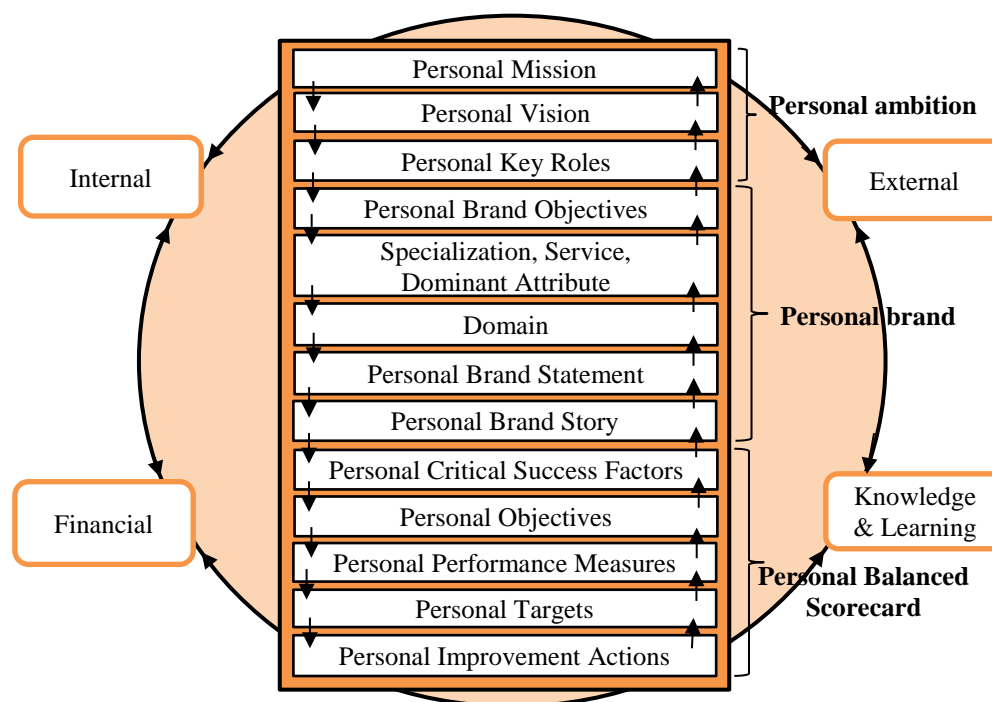 Personal Mission
Personal Vision
Personal Key Roles
Personal Brand Objectives
Specialization, Service,
Dominant Attribute
Domain
Personal Brand Statement
Personal Brand Story
Personal Critical Success Factors
Personal Objectives
Personal Performance Measures
Personal Targets
Personal Improvement Actions
Personal ambition
Personal brand
Personal Balanced
Scorecard
Internal
External
Financial
Knowledge
& Learning